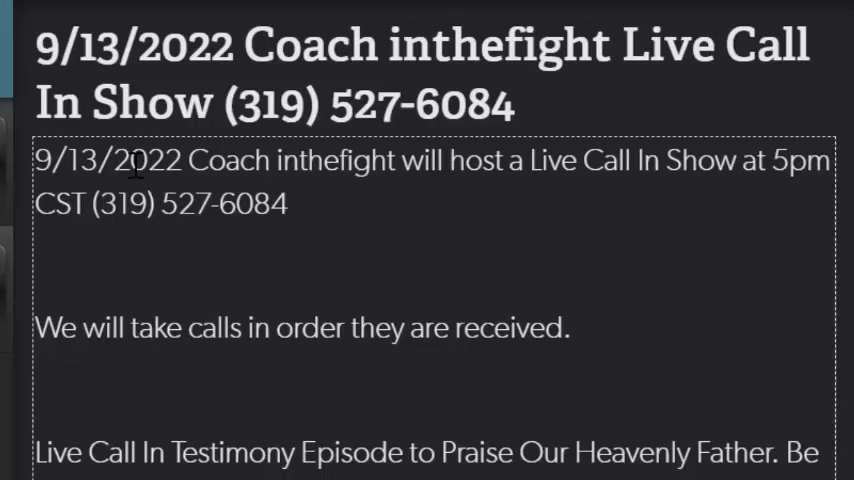 9/13/2022 Coach inthefight Live Call
In Show (319) 527-6084
9/13/2022 Coach inthefight will host a Live Call In Show at 5pm
CST (319) 527-6084
We will take calls in order they are received.
Live Call In Testimony Episode to Praise Our Heavenly Father. Be